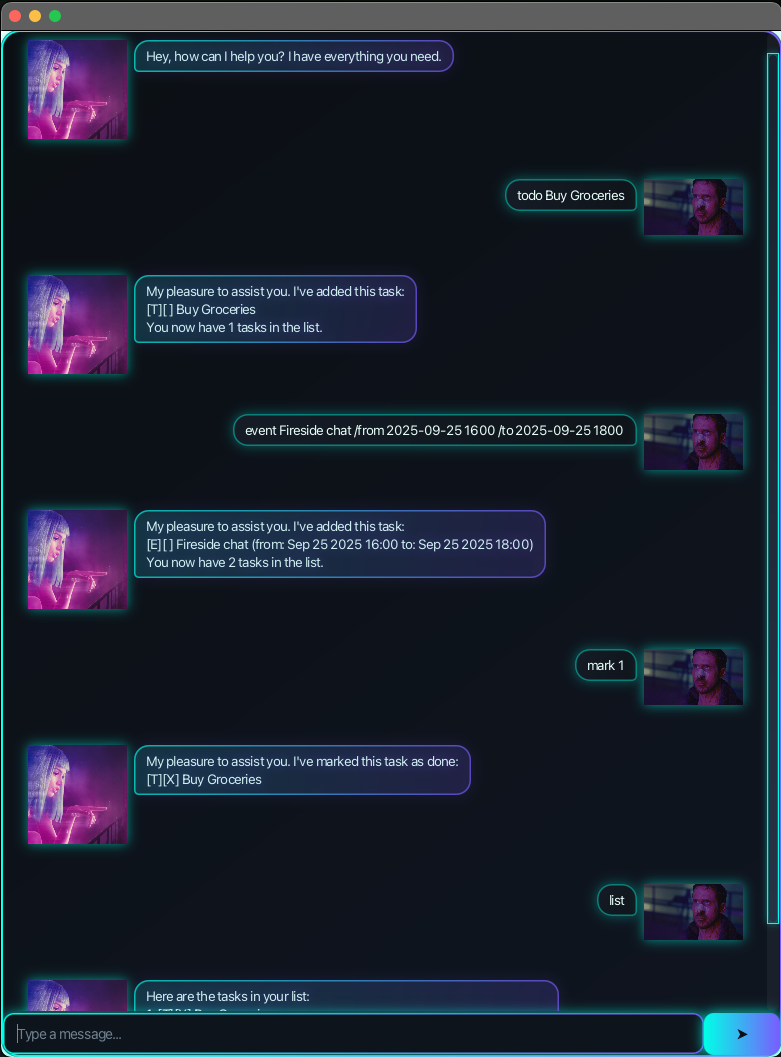 Hey, how can I help you? I have everything you need.
todo Buy Groceries
My pleasure to assist you. I've added this task:
[T][ ] Buy Groceries
You now have 1 tasks in the list.
event Fireside chat /from 2025-09-25 1600 /to 2025-09-25 1800
My pleasure to assist you. I've added this task:
[E][ ] Fireside chat (from: Sep 25 2025 16:00 to: Sep 25 2025 18:00)
You now have 2 tasks in the list.
mark 1
My pleasure to assist you. I've marked this task as done:
[T][X] Buy Groceries
list
Here are the tasks in your list:
Type a message...